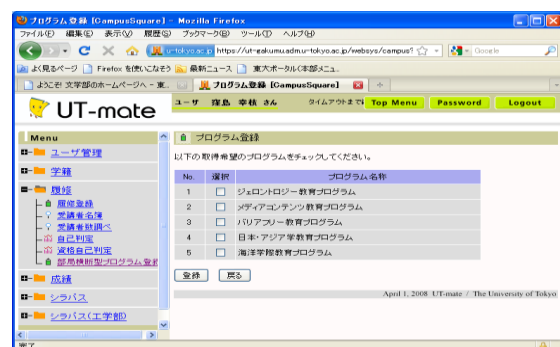 プログラム登録 [CampusSquare] - Mozilla Firefox
ファイル(F) 編集(E) 表示(V) 履歴(S) ブックマーク(B) ツール(T) ヘルプ(H)
u-tokyo.ac.jp https://ut-gakumu.adm.u-tokyo.ac.jp/websys/campus? Google
よく見るページ Firefox を使いこなそう 最新ニュース 東大ポータル(本部メニュ..
ようこそ! 文学部のホームページへ - 東... プログラム登録 [CampusSquare]
UT-mate
ユーザ 幸枝 さん タイムアウトまで Top Menu Password Logout
Menu
ユーザ管理
学籍
履修
履修登録
受講者名簿
受講者数調べ
自己判定
資格自己判定
部局横断型プログラム登
成績
シラバス
シラバス(工学部)
プログラム登録
以下の取得希望のプログラムをチェックしてください。
No. 選択 プログラム名称
1 ジェロントロジー教育プログラム
2 メディアコンテンツ教育プログラム
3 バリアフリー教育プログラム
4 日本・アジア学教育プログラム
5 海洋学際教育プログラム
登録 戻る
April 1, 2008 UT-mate / The University of Tokyo
完了